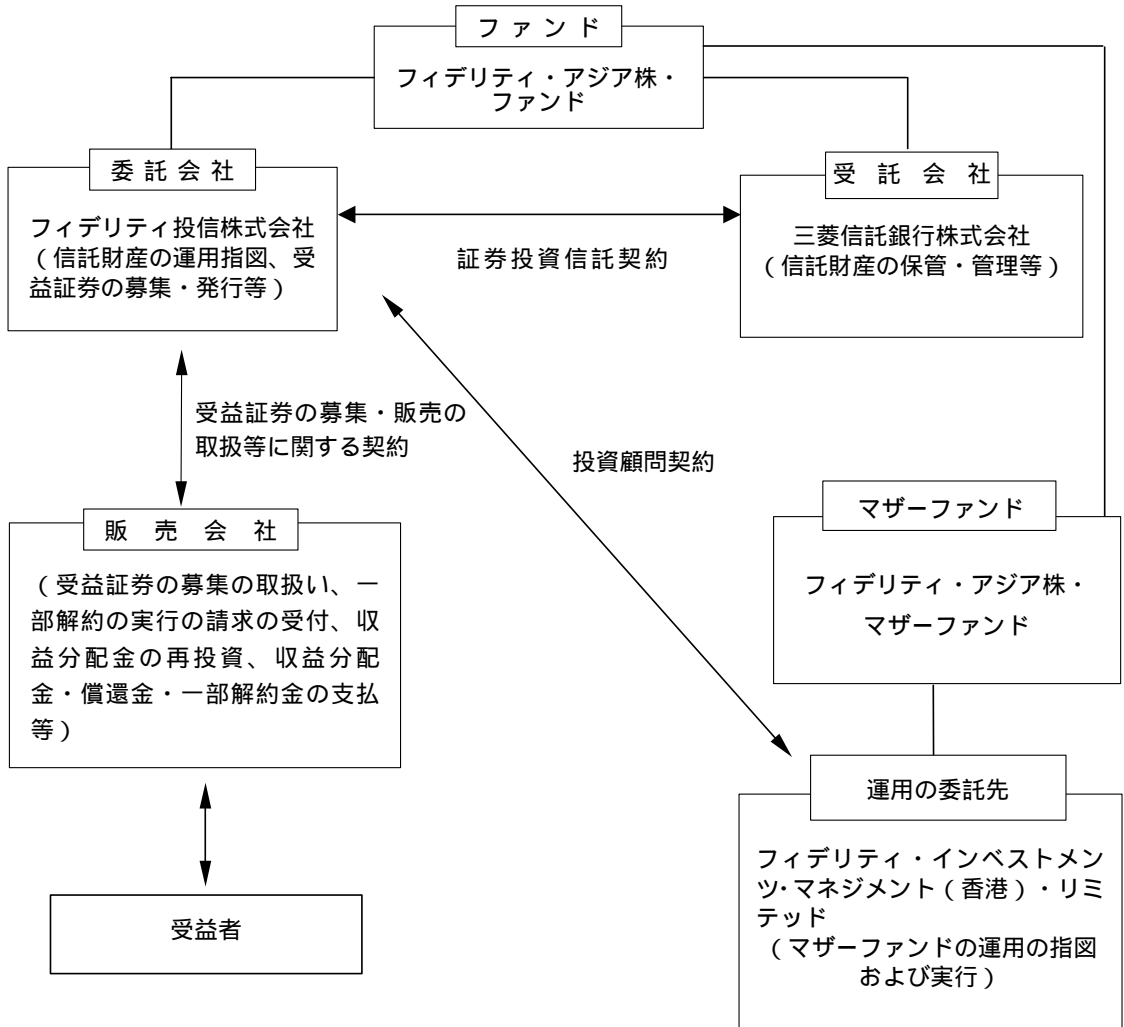 ファンド
フィデリティ・アジア株・
ファンド
委託会社
フィデリティ投信株式会社
（信託財産の運用指図、受
益証券の募集・発行等）
受託会社
三菱信託銀行株式会社
（信託財産の保管・管理等）
証券投資信託契約
受益証券の募集・販売の
取扱等に関する契約
投資顧問契約
販売会社
（受益証券の募集の取扱い、一
部解約の実行の請求の受付、収
益分配金の再投資、収益分配
金・償還金・一部解約金の支払
等）
マザーファンド
フィデリティ・アジア株・
マザーファンド
受益者
運用の委託先
フィデリティ・インベストメン
ツ・マネジメント（香港）・リミ
テッド
（マザーファンドの運用の指図
および実行）